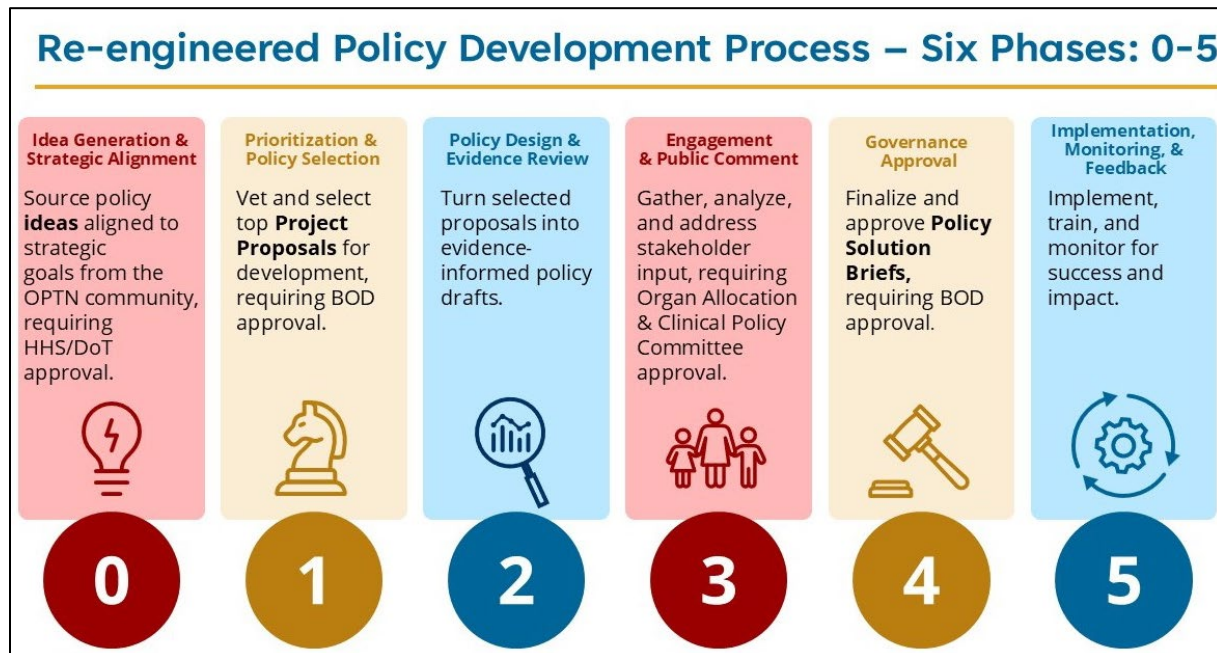 Re-engineered Policy Development Process – Six Phases: 0-5
Idea Generation &
Strategic Alignment
Source policy
ideas aligned to
strategic
goals from the
OPTN community,
requiring
HHS/DoT
approval.
0
Prioritization &
Policy Selection
Vet and select
top Project
Proposals for
development,
requiring BOD
approval.
1
Policy Design &
Evidence Review
Turn selected
proposals into
evidence-
informed policy
drafts.
2
Engagement
& Public Comment
Gather, analyze,
and address
stakeholder
input, requiring
Organ Allocation
& Clinical Policy
Committee
approval.
3
Governance
Approval
Finalize and
approve Policy
Solution
Briefs,
requiring BOD
approval.
4
Implementation,
Monitoring, &
Feedback
Implement,
train, and
monitor for
success and
impact.
5